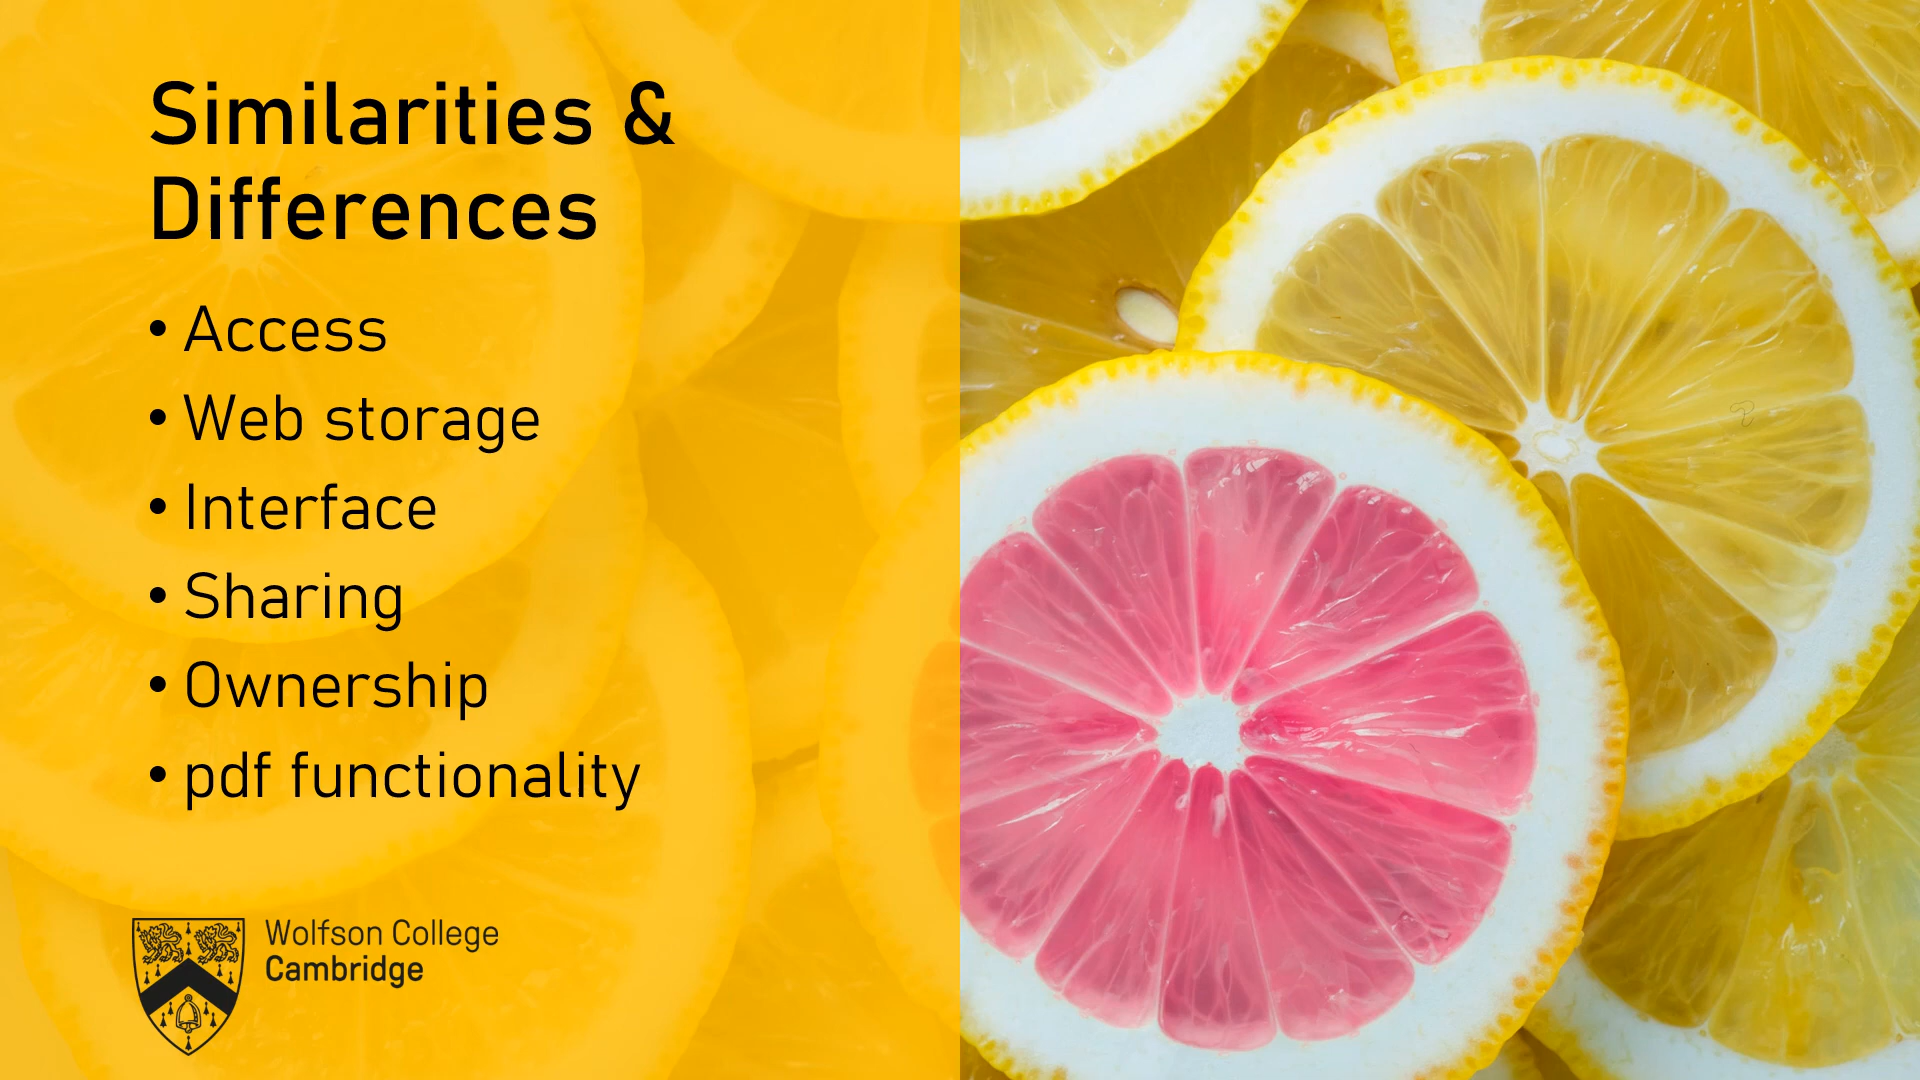 Similarities &
Differences
• Access
• Web storage
• Interface
• Sharing
• Ownership
• pdf functionality
Wolfson College
Cambridge